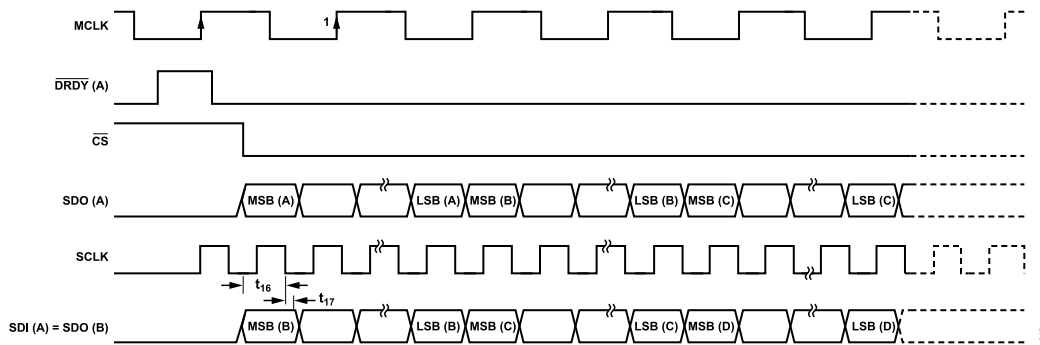 MCLK
1
DRDY (A)
CS
SDO (A)
MSB (A)
LSB (A)
MSB (B)
LSB (B)
MSB (C)
LSB (C)
SCLK
t16
t17
SDI (A) = SDO (B)
MSB (B)
LSB (B)
MSB (C)
LSB (C)
MSB (D)
LSB (D)